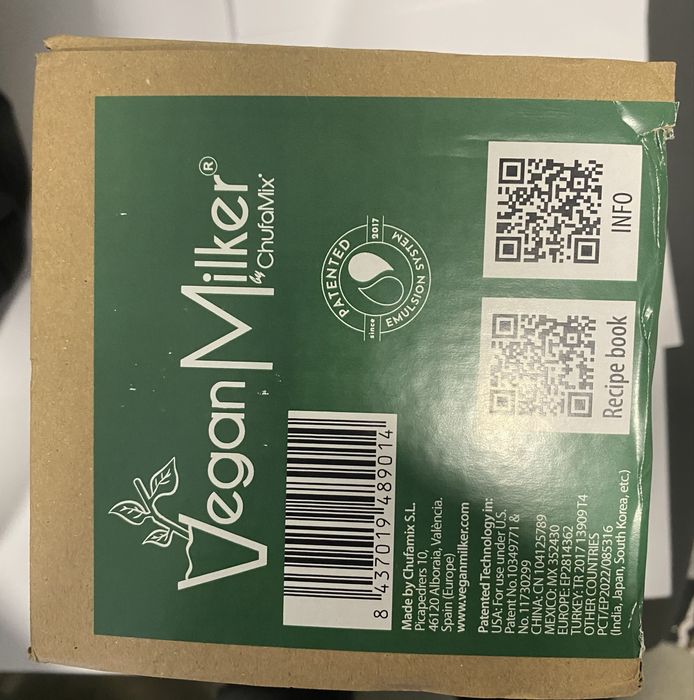 Vegan Milker®
by ChufaMix®
PATENTED
since 2017
EMULSION SYSTEM
INFO
Recipe book
8 437019 489014
Made by Chufamix S.L.
Picapedrers 10,
46120 Alboraia, València.
Spain (Europe)
www.veganmilker.com
Patented Technology in:
USA: For use under U.S.
Patent No.10349771 &
No. 11730299
CHINA: CN 104125789
MEXICO: MX 352430
EUROPE: EP2814362
TURKEY: TR 2017 13909 T4
OTHER COUNTRIES
PCT/EP2022/085316
(India, Japan, South Korea, etc.)